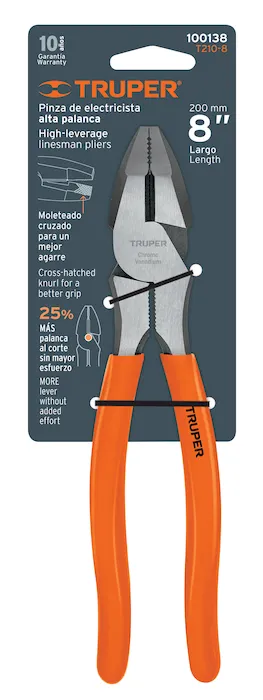 10 años
Garantía
Warranty
100138
T210-8
TRUPER®
Pinza de electricista
alta palanca
High-leverage
linesman pliers
200 mm
8"
Largo
Length
Moleteado
cruzado para
un mejor
agarre
Cross-hatched
knurl for a
better grip
25%
MÁS
palanca
al corte
sin mayor
esfuerzo
MORE
lever
without
added
effort
TRUPER
Chrome
Vanadium
TRUPER